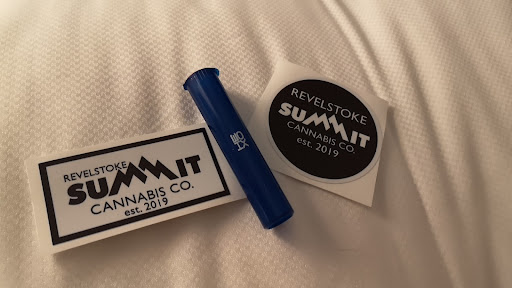 REVELSTOKE
SUMMIT
CANNABIS CO.
est. 2019
REVELSTOKE
SUMMIT
CANNABIS CO.
est. 2019